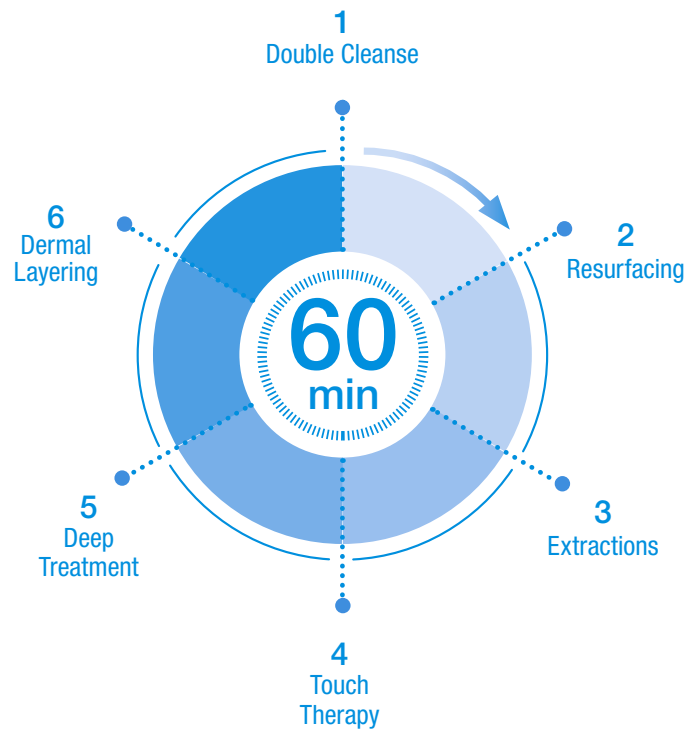 1
Double Cleanse
2
Resurfacing
3
Extractions
4
Touch
Therapy
5
Deep
Treatment
6
Dermal
Layering
60
min